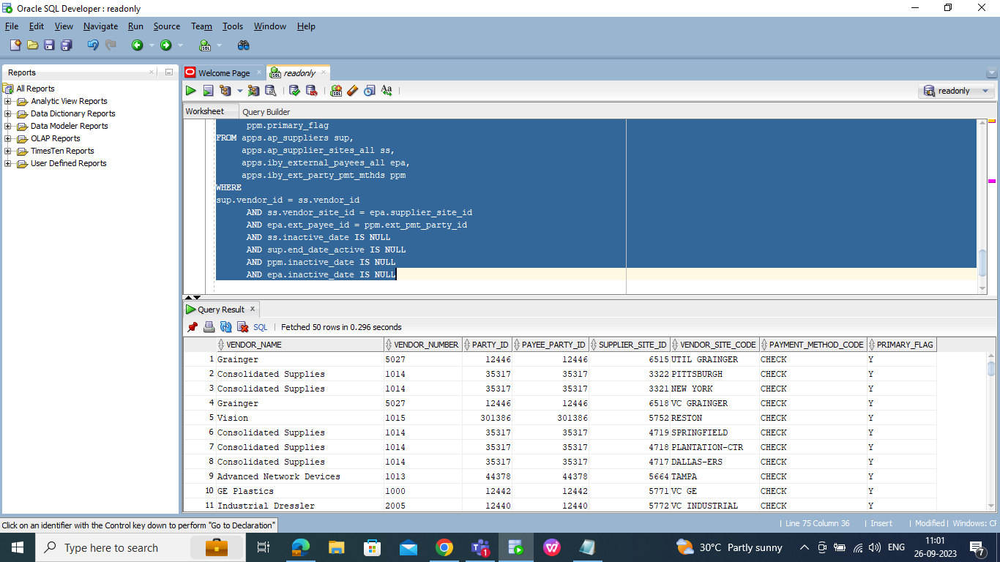 Oracle SQL Developer : readonly
File Edit View Navigate Run Source Team Tools Window Help
Reports
Welcome Page
readonly
All Reports
Analytic View Reports
Data Dictionary Reports
Data Modeler Reports
OLAP Reports
TimesTen Reports
User Defined Reports
readonly
Worksheet Query Builder
ppm.primary_flag
FROM apps.ap_suppliers sup,
apps.ap_supplier_sites_all ss,
apps.iby_external_payees_all epa,
apps.iby_ext_party_pmt_mthds ppm
WHERE
sup.vendor_id = ss.vendor_id
AND ss.vendor_site_id = epa.supplier_site_id
AND epa.ext_payee_id = ppm.ext_pmt_party_id
AND ss.inactive_date IS NULL
AND sup.end_date_active IS NULL
AND ppm.inactive_date IS NULL
AND epa.inactive_date IS NULL
Query Result
SQL | Fetched 50 rows in 0.296 seconds
VENDOR_NAME VENDOR_NUMBER PARTY_ID PAYEE_PARTY_ID SUPPLIER_SITE_ID VENDOR_SITE_CODE PAYMENT_METHOD_CODE PRIMARY_FLAG
1 Grainger 5027 12446 12446 6515 UTIL GRAINGER CHECK Y
2 Consolidated Supplies 1014 35317 35317 3322 PITTSBURGH CHECK Y
3 Consolidated Supplies 1014 35317 35317 3321 NEW YORK CHECK Y
4 Grainger 5027 12446 12446 6518 VC GRAINGER CHECK Y
5 Vision 1015 301386 301386 5752 RESTON CHECK Y
6 Consolidated Supplies 1014 35317 35317 4719 SPRINGFIELD CHECK Y
7 Consolidated Supplies 1014 35317 35317 4718 PLANTATION-CTR CHECK Y
8 Consolidated Supplies 1014 35317 35317 4717 DALLAS-ERS CHECK Y
9 Advanced Network Devices 1013 44378 44378 5664 TAMPA CHECK Y
10 GE Plastics 1000 12442 12442 5771 VC GE CHECK Y
11 Industrial Dressler 2005 12440 12440 5772 VC INDUSTRIAL CHECK Y
Click on an identifier with the Control key down to perform "Go to Declaration"
| Line 75 Column 36 | Insert | Modified | Windows: CF
Type here to search
1
30°C Partly sunny
ENG
11:01
26-09-2023
7